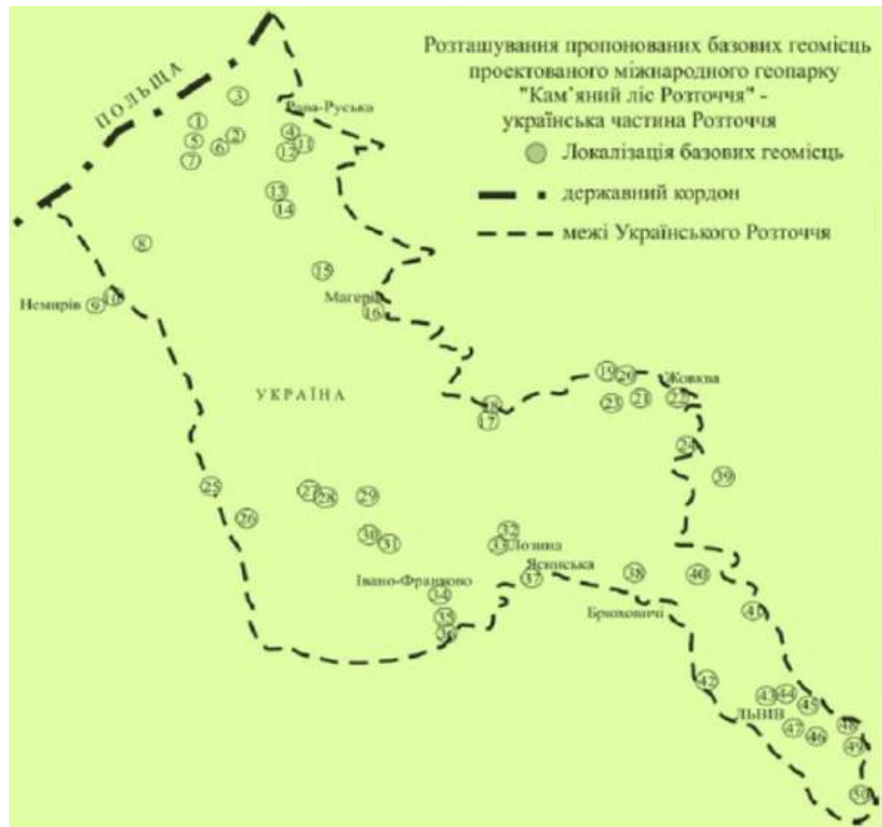 Розташування пропонованих базових геомісць
проектованого міжнародного геопарку
"Кам’яний ліс Розточчя" -
українська частина Розточчя
Локалізація базових геомісць
державний кордон
межі Українського Розточчя
ПОЛЬЩА
3
Рава-Руська
1
2
4
5
6
11
12
7
13
14
8
15
Магерів
Немирів
9
10
16
УКРАЇНА
19
20
Жовква
18
23
21
22
17
24
39
25
27
28
29
26
30
31
32
33
Лозина
Ясниська
37
38
40
Івано-Франково
34
Брюховичі
41
35
36
42
43
44
45
ЛЬВІВ
47
46
48
49
50